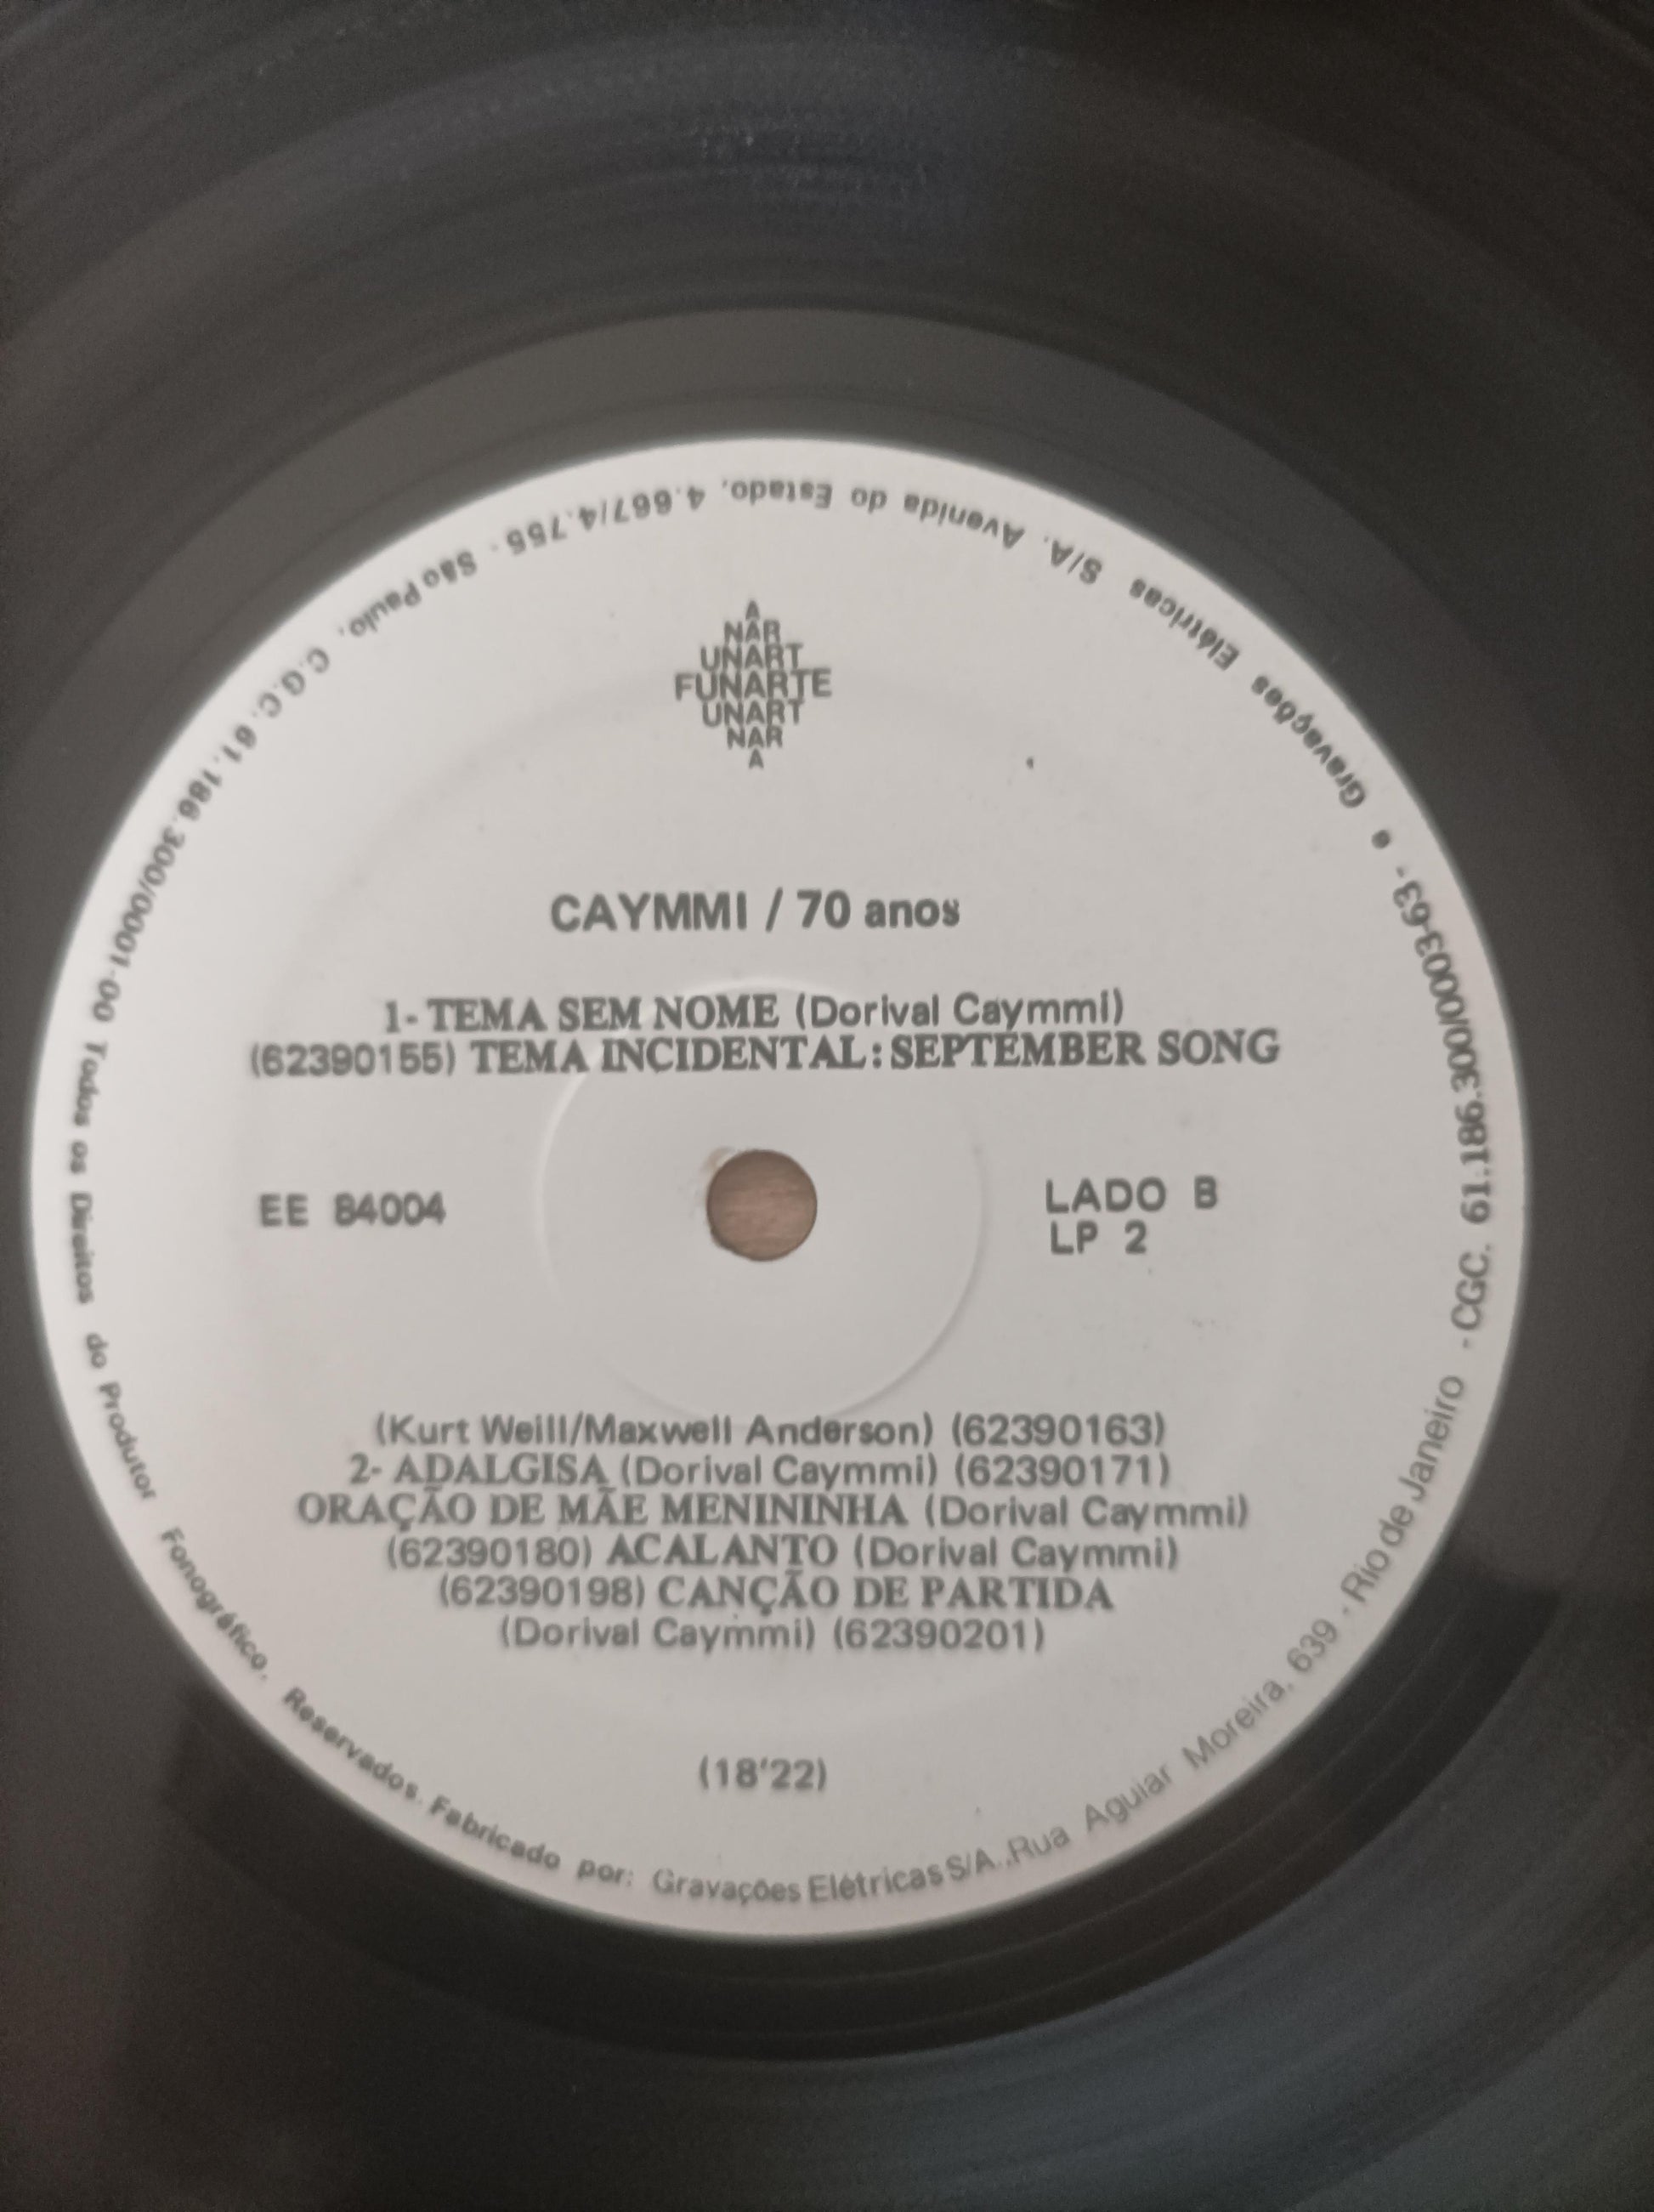 A
NAR
UNART
FUNARTE
UNART
NAR
A
CAYMMI / 70 anos
1- TEMA SEM NOME (Dorival Caymmi)
(62390155) TEMA INCIDENTAL: SEPTEMBER SONG
EE 84004
LADO B
LP 2
(Kurt Weill/Maxwell Anderson) (62390163)
2- ADALGISA (Dorival Caymmi) (62390171)
ORAÇÃO DE MÃE MENININHA (Dorival Caymmi)
(62390180) ACALANTO (Dorival Caymmi)
(62390198) CANÇÃO DE PARTIDA
(Dorival Caymmi) (62390201)
(18'22)
Todos os Direitos do Produtor Fonográfico. Reservados. Fabricado por: Gravações Elétricas S/A..Rua Aguiar Moreira, 639 - Rio de Janeiro - CGC. 61.186.300/0003-63 - e Gravações Elétricas S/A. Avenida do Estado, 4.667/4.755 - São Paulo, C.G.C. 61.186.300/0001-00